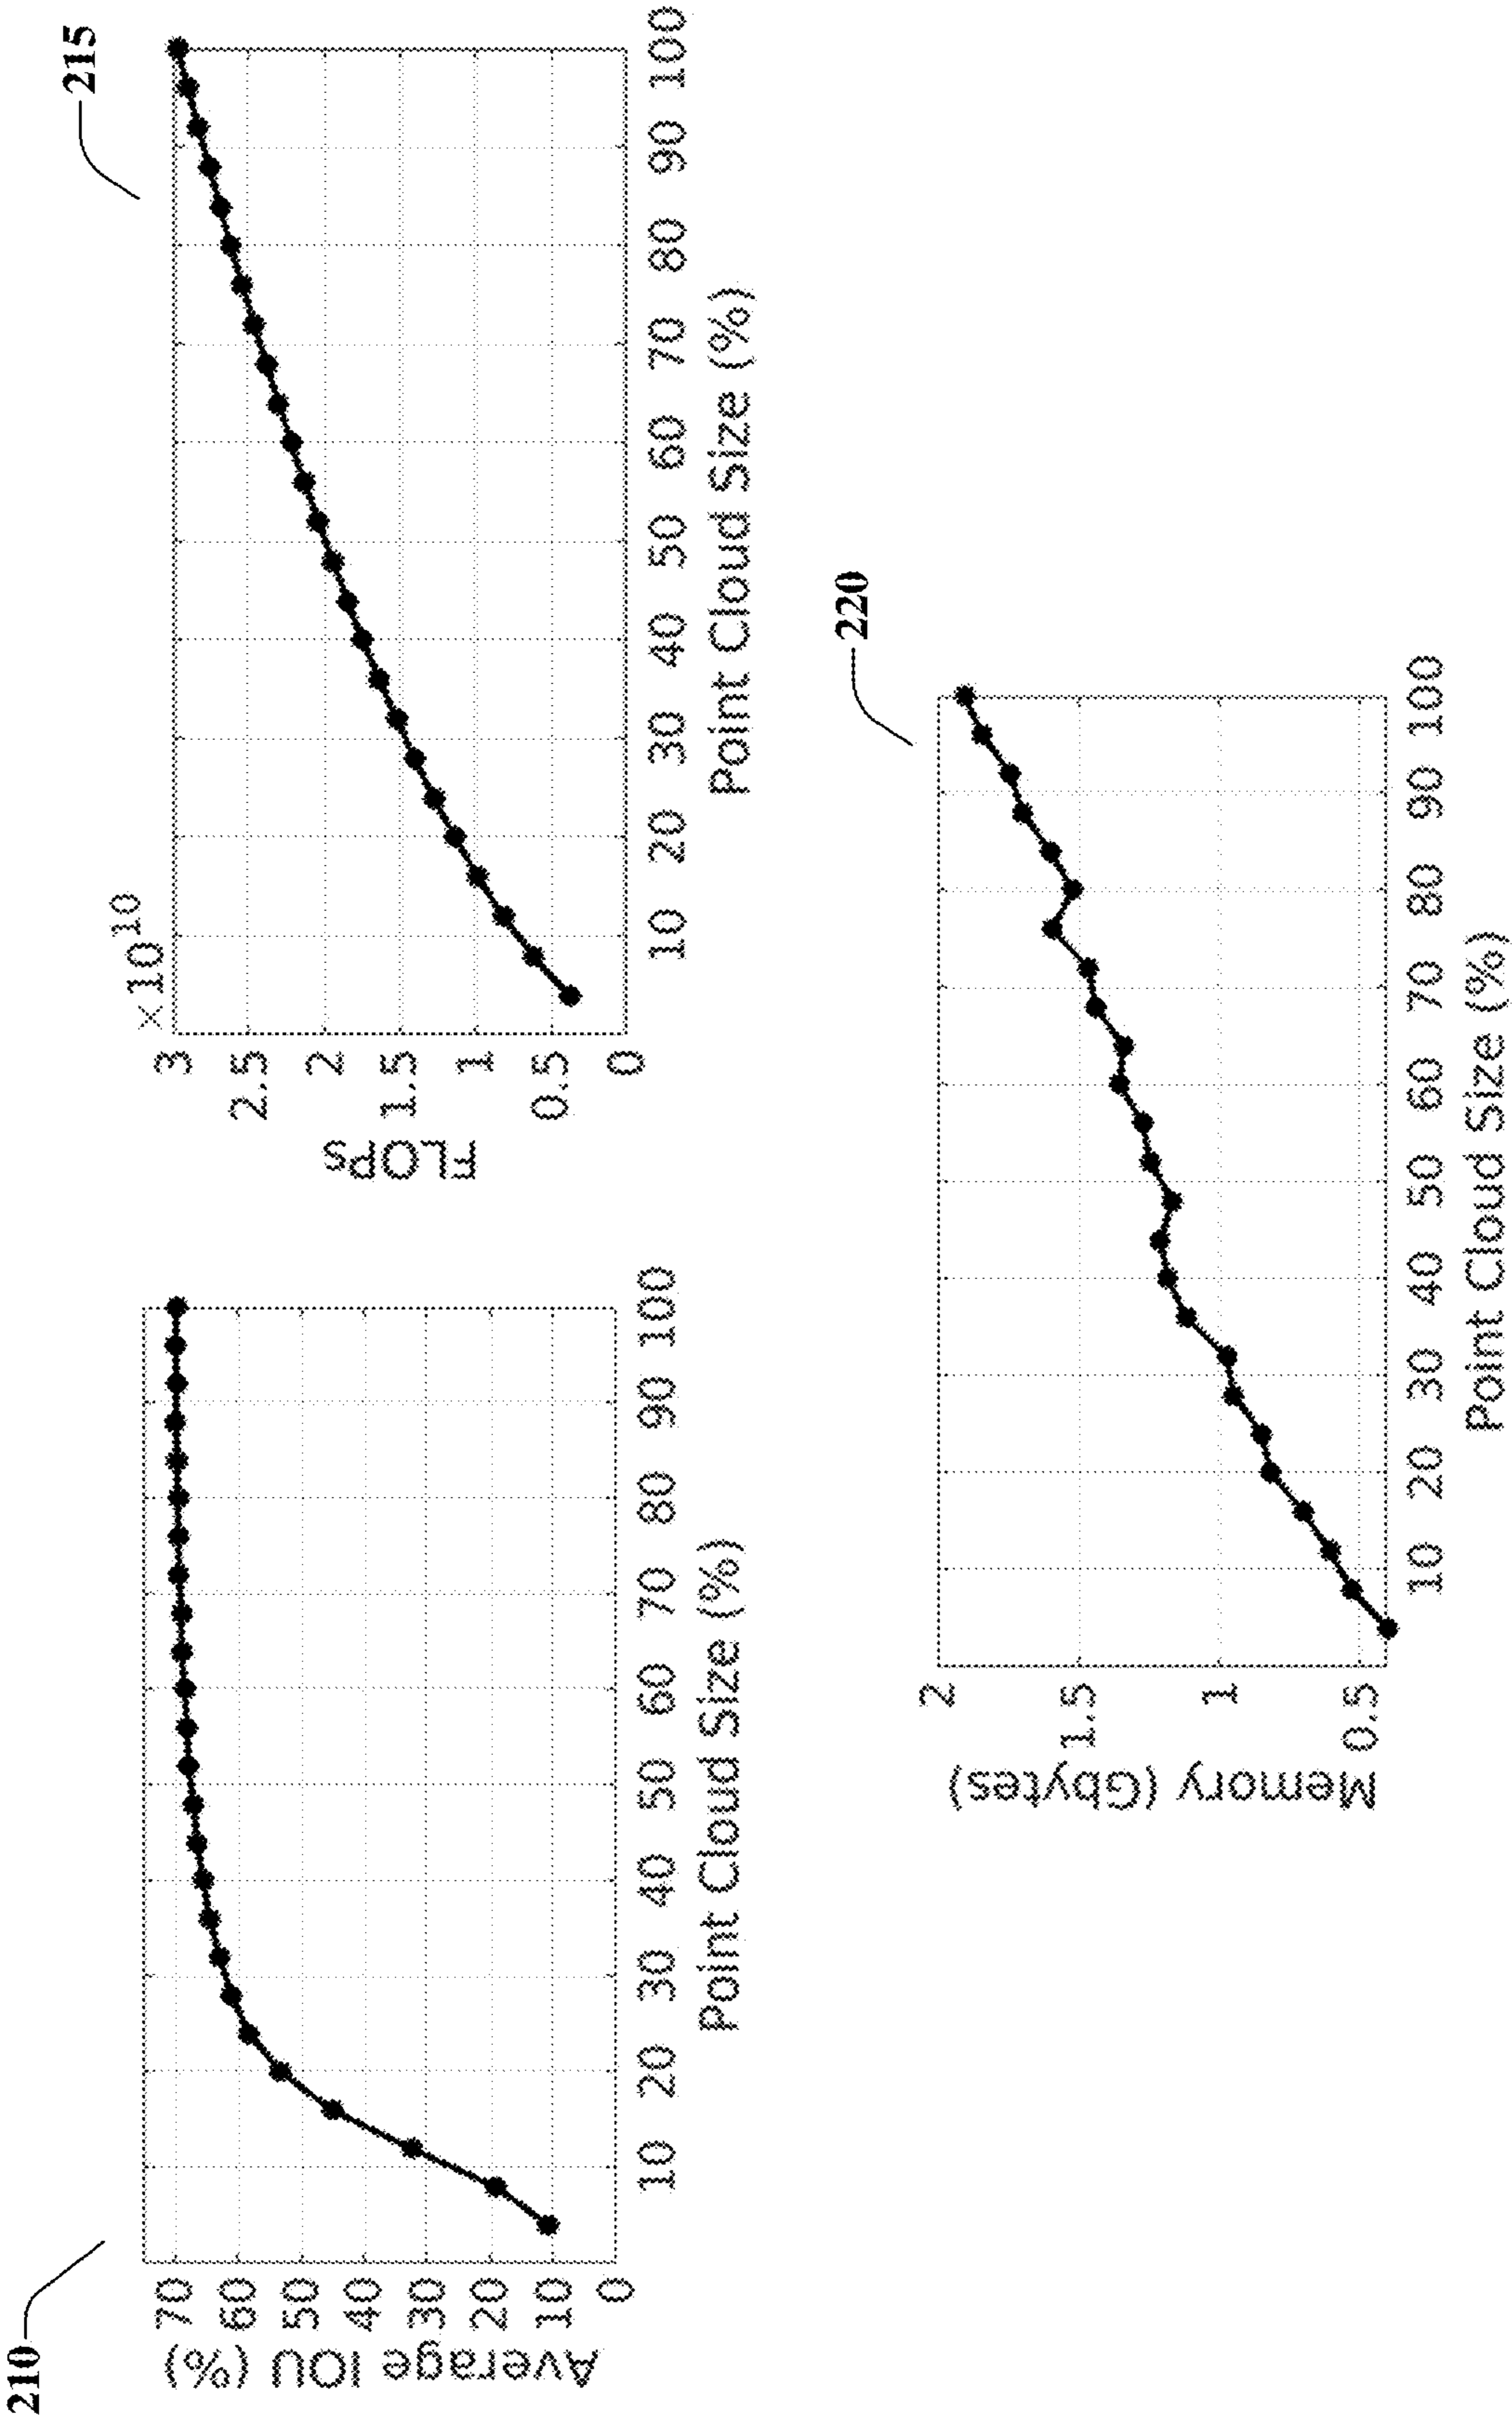 210
Average IOU (%)
70
60
50
40
30
20
10
0
10 20 30 40 50 60 70 80 90 100
Point Cloud Size (%)
215
×10^10
FLOPs
3
2.5
2
1.5
1
0.5
0
10 20 30 40 50 60 70 80 90 100
Point Cloud Size (%)
220
Memory (Gbytes)
2
1.5
1
0.5
10 20 30 40 50 60 70 80 90 100
Point Cloud Size (%)